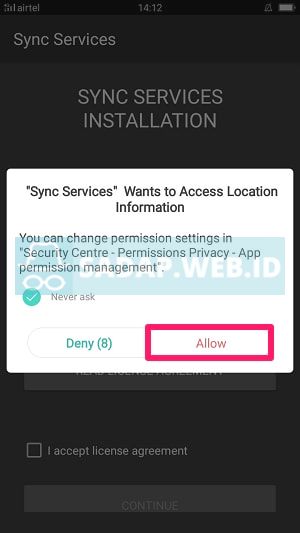 airtel 14:12
Sync Services
SYNC SERVICES
INSTALLATION
"Sync Services" Wants to Access Location
Information
You can change permission settings in
"Security Centre - Permissions Privacy - App
permission management".
SADAP.WEB.ID
Never ask
Deny (8) Allow
READ LICENSE AGREEMENT
I accept license agreement
CONTINUE